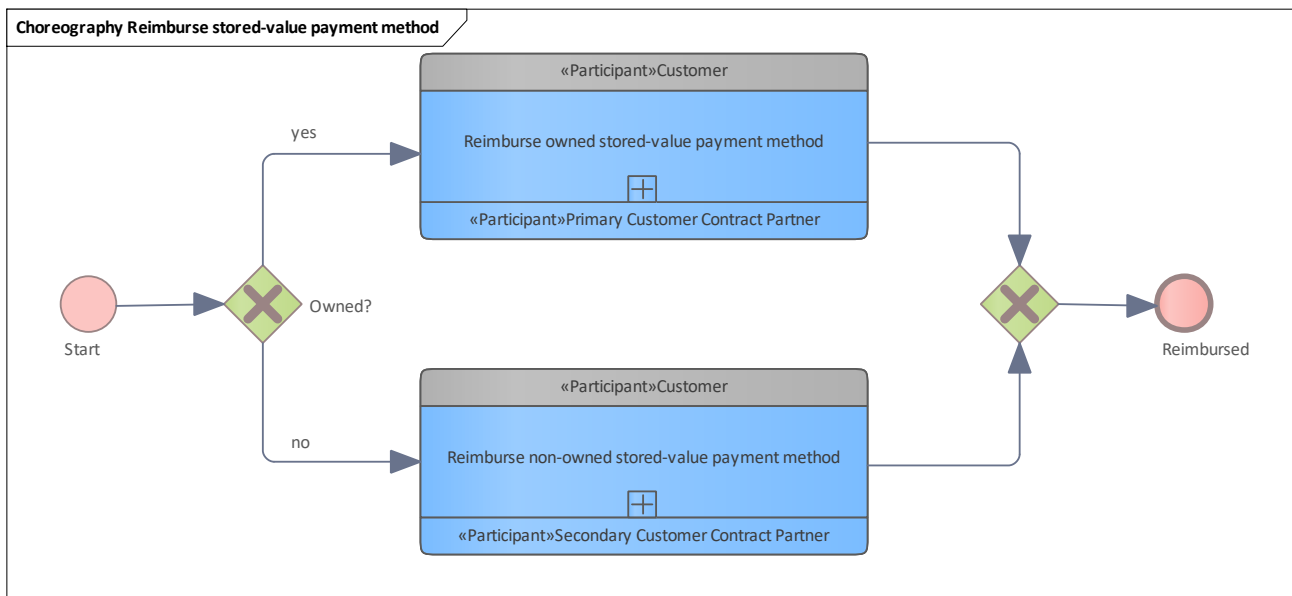 Choreography Reimburse stored-value payment method
«Participant»Customer
yes
Reimburse owned stored-value payment method
«Participant»Primary Customer Contract Partner
Owned?
Start
Reimbursed
«Participant»Customer
no
Reimburse non-owned stored-value payment method
«Participant»Secondary Customer Contract Partner